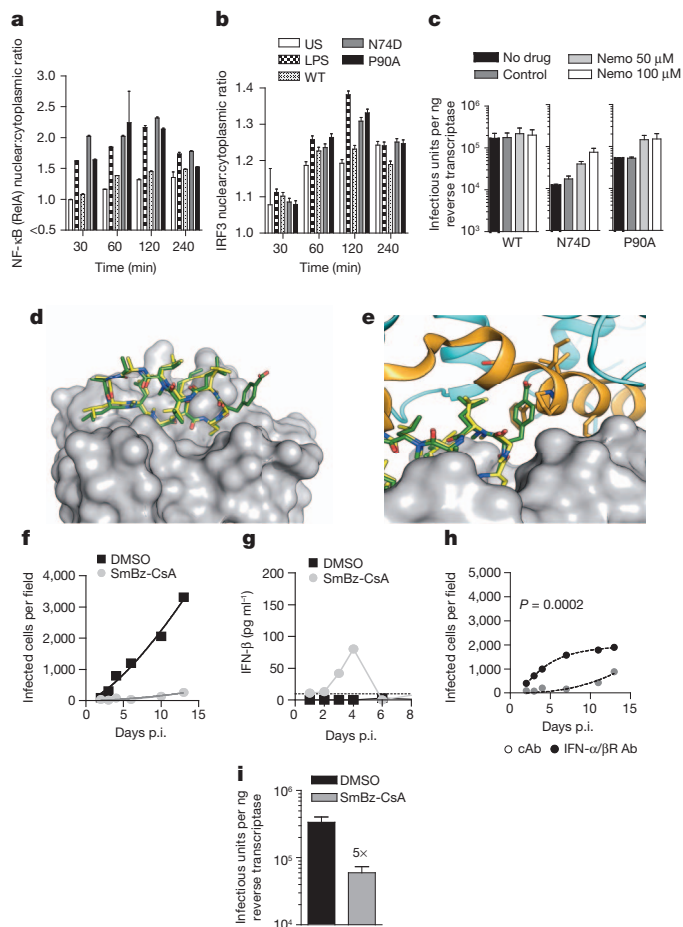 a
NF-κB (RelA) nuclear:cytoplasmic ratio
3.0
2.5
2.0
1.5
1.0
<0.5
30 60 120 240
Time (min)
b
US
LPS
WT
N74D
P90A
IRF3 nuclear:cytoplasmic ratio
1.4
1.3
1.2
1.1
1.0
30 60 120 240
Time (min)
c
No drug
Control
Nemo 50 μM
Nemo 100 μM
Infectious units per ng
reverse transcriptase
10⁶
10⁵
10⁴
10³
WT N74D P90A
d
e
f
DMSO
SmBz-CsA
Infected cells per field
4,000
3,000
2,000
1,000
0
0 5 10 15
Days p.i.
g
DMSO
SmBz-CsA
IFN-β (pg ml⁻¹)
200
150
100
50
0
0 2 4 6 8
Days p.i.
h
Infected cells per field
5,000
4,000
3,000
2,000
1,000
0
P = 0.0002
0 5 10 15
Days p.i.
cAb IFN-α/βR Ab
i
DMSO
SmBz-CsA
Infectious units per ng
reverse transcriptase
10⁶
10⁵
10⁴
5×